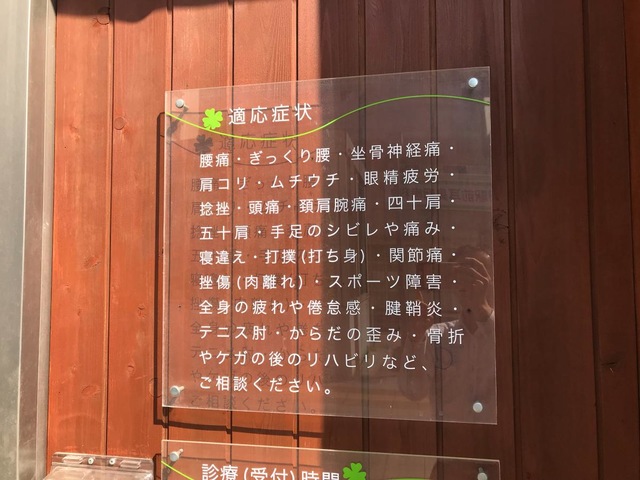 適応症状
腰痛・ぎっくり腰・坐骨神経痛・
肩コリ・ムチウチ・眼精疲労・
捻挫・頭痛・頚肩腕痛・四十肩・
五十肩・手足のシビレや痛み・
寝違え・打撲(打ち身)・関節痛・
挫傷(肉離れ)・スポーツ障害・
全身の疲れや倦怠感・腱鞘炎・
テニス肘・からだの歪み・骨折
やケガの後のリハビリなど、
ご相談ください。
診療(受付)時間